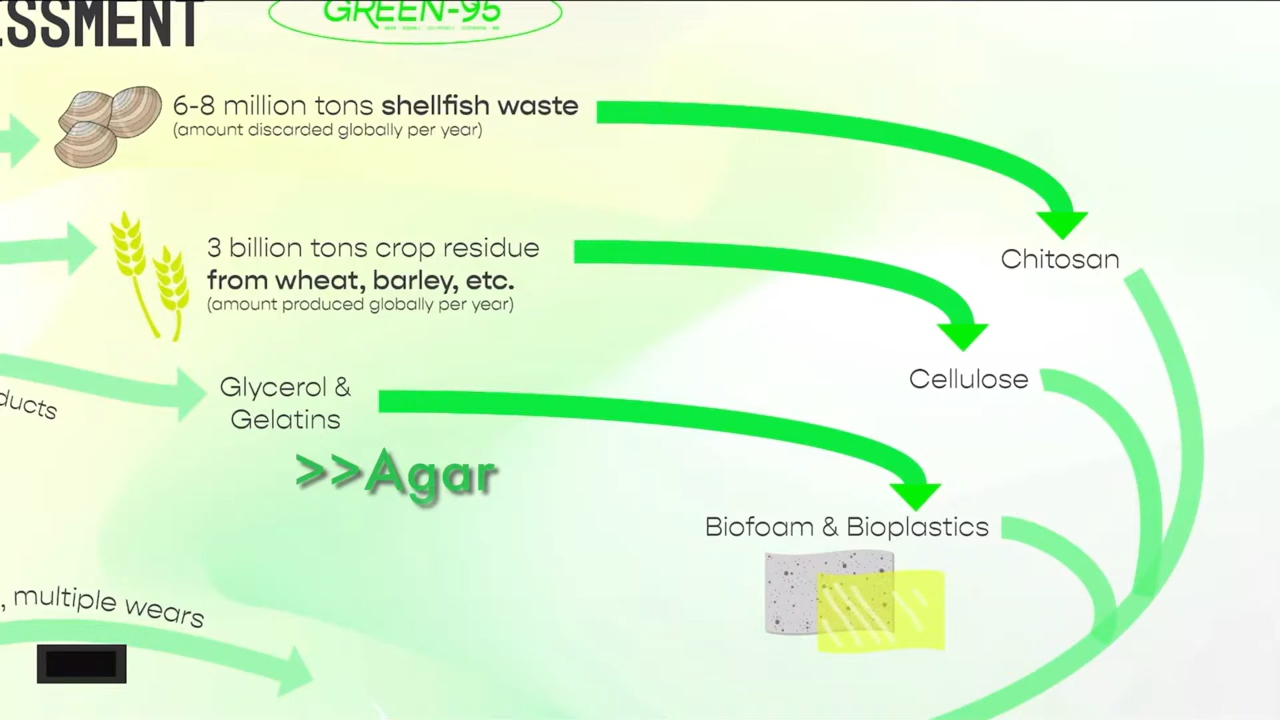 ESSMENT
GREEN-95
6-8 million tons shellfish waste
(amount discarded globally per year)
3 billion tons crop residue
from wheat, barley, etc.
(amount produced globally per year)
Chitosan
Cellulose
Glycerol &
Gelatins
ducts
>>Agar
Biofoam & Bioplastics
, multiple wears